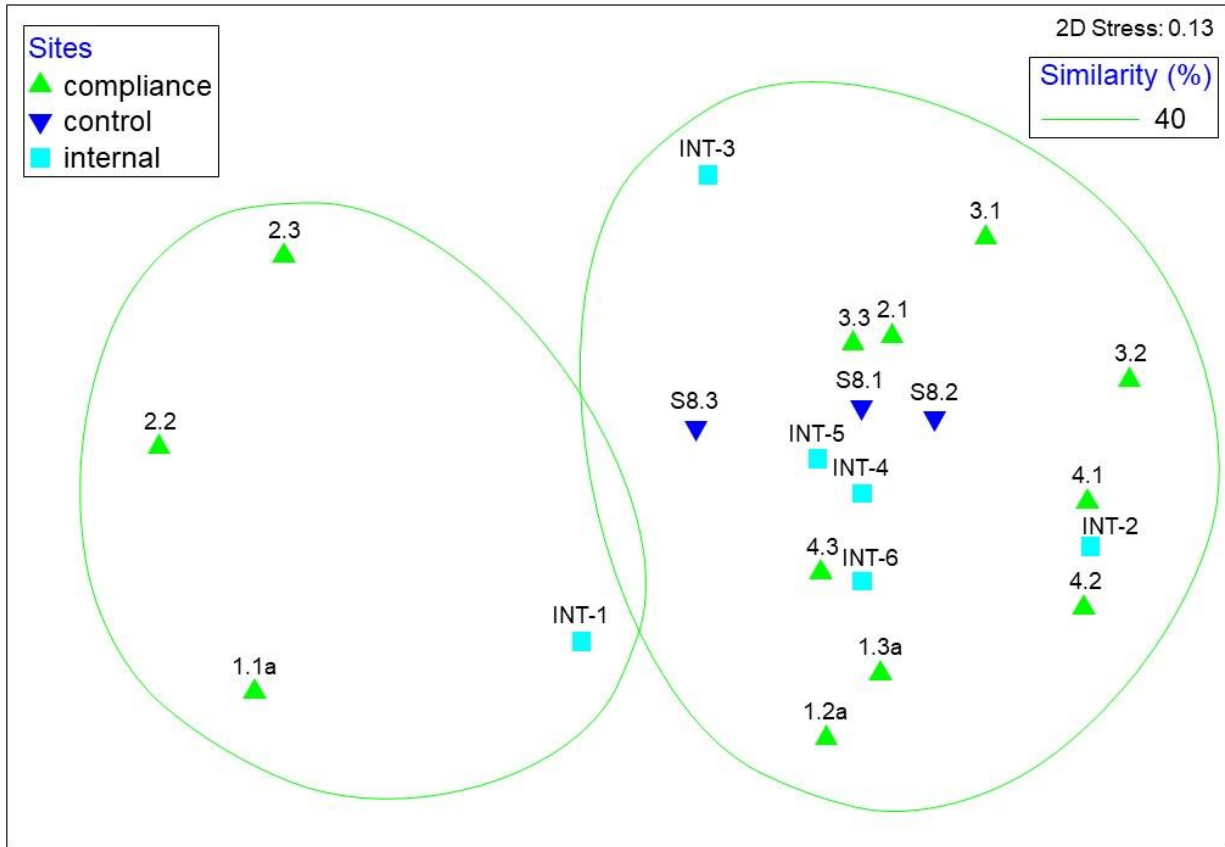 2D Stress: 0.13
Sites
compliance
control
internal
Similarity (%)
40
INT-3
3.1
2.3
3.3
2.1
3.2
S8.1
S8.2
S8.3
2.2
INT-5
INT-4
4.1
INT-2
4.3
INT-6
4.2
INT-1
1.3a
1.1a
1.2a